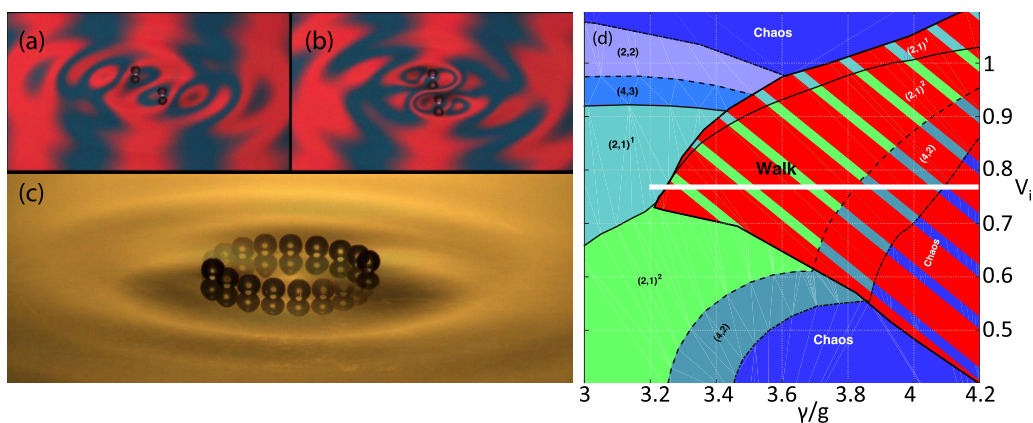 (a)
(b)
(c)
(d)
Chaos
(2,2)
(4,3)
(2,1)¹
(2,1)¹
(2,1)²
(4,2)
Walk
Chaos
(2,1)²
(4,2)
Chaos
1
0.9
0.8
Vᵢ
0.7
0.6
0.5
3
3.2
3.4
3.6
3.8
4
4.2
γ/g